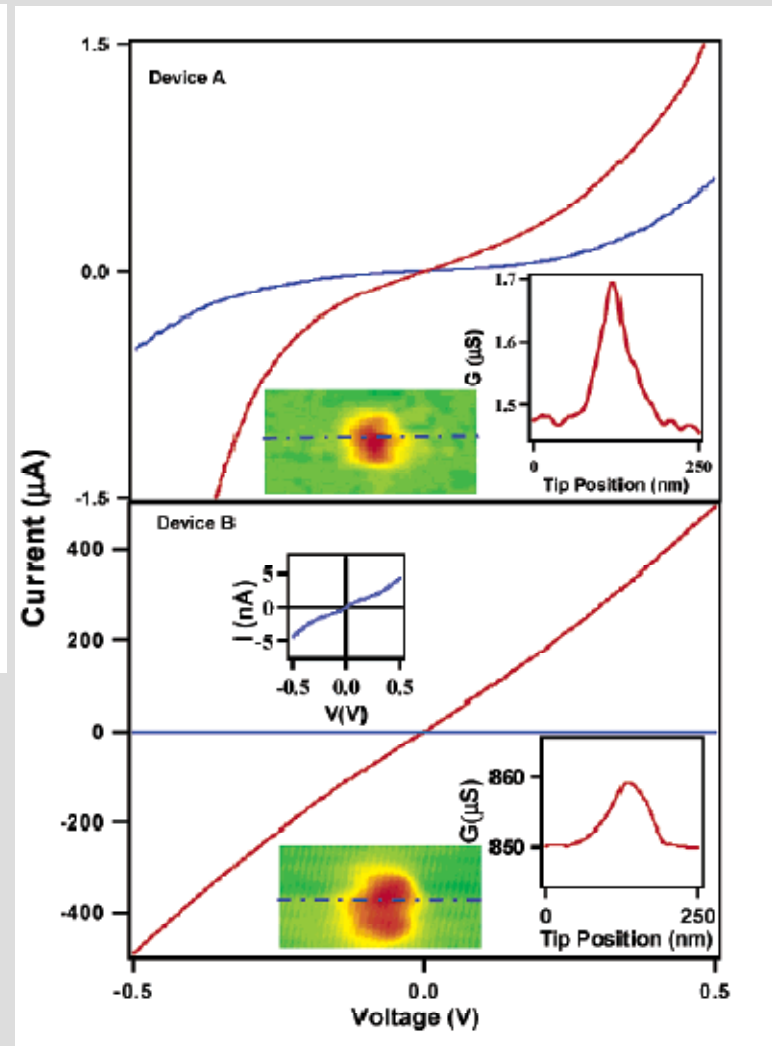 1.5
Device A
0.0
1.7
1.6
1.5
G (µS)
0 250
Tip Position (nm)
-1.5
Current (µA)
Device B
400
5
0
-5
I (nA)
-0.5 0.0 0.5
V(V)
200
0
860
850
G(µS)
-200
-400
0 250
Tip Position (nm)
-0.5 0.0 0.5
Voltage (V)